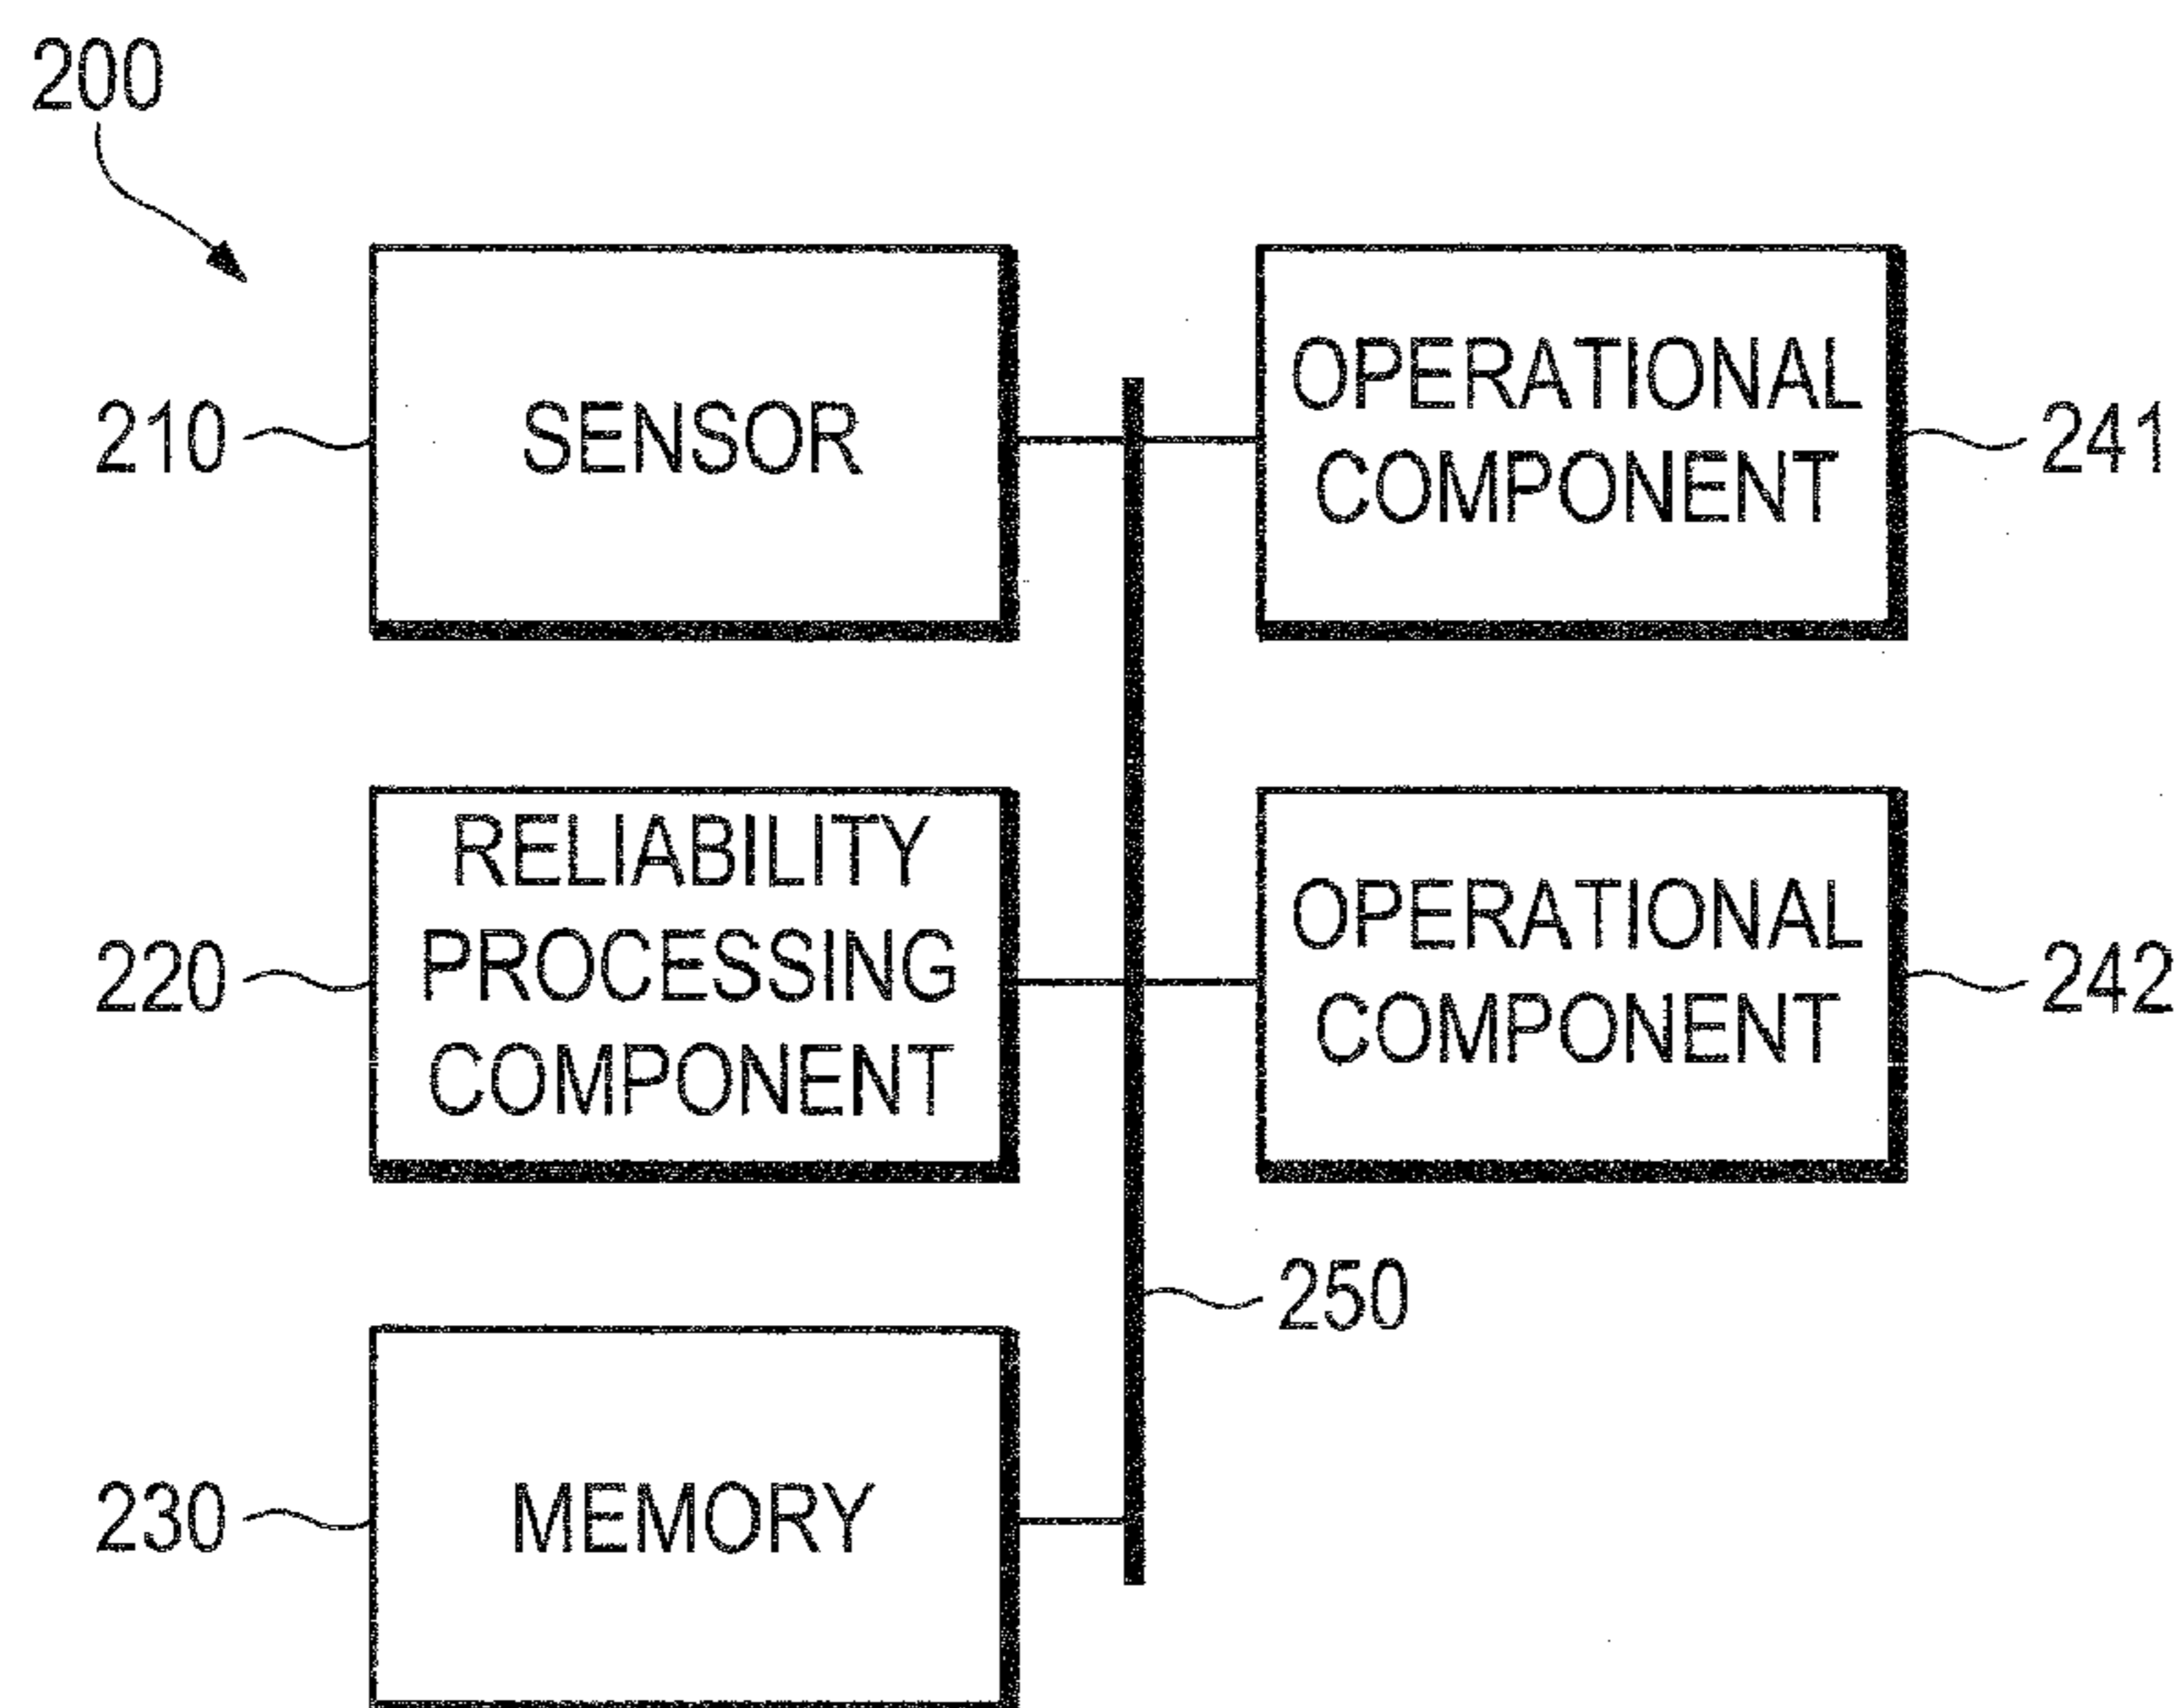 200
210
SENSOR
OPERATIONAL
COMPONENT
241
220
RELIABILITY
PROCESSING
COMPONENT
OPERATIONAL
COMPONENT
242
250
230
MEMORY